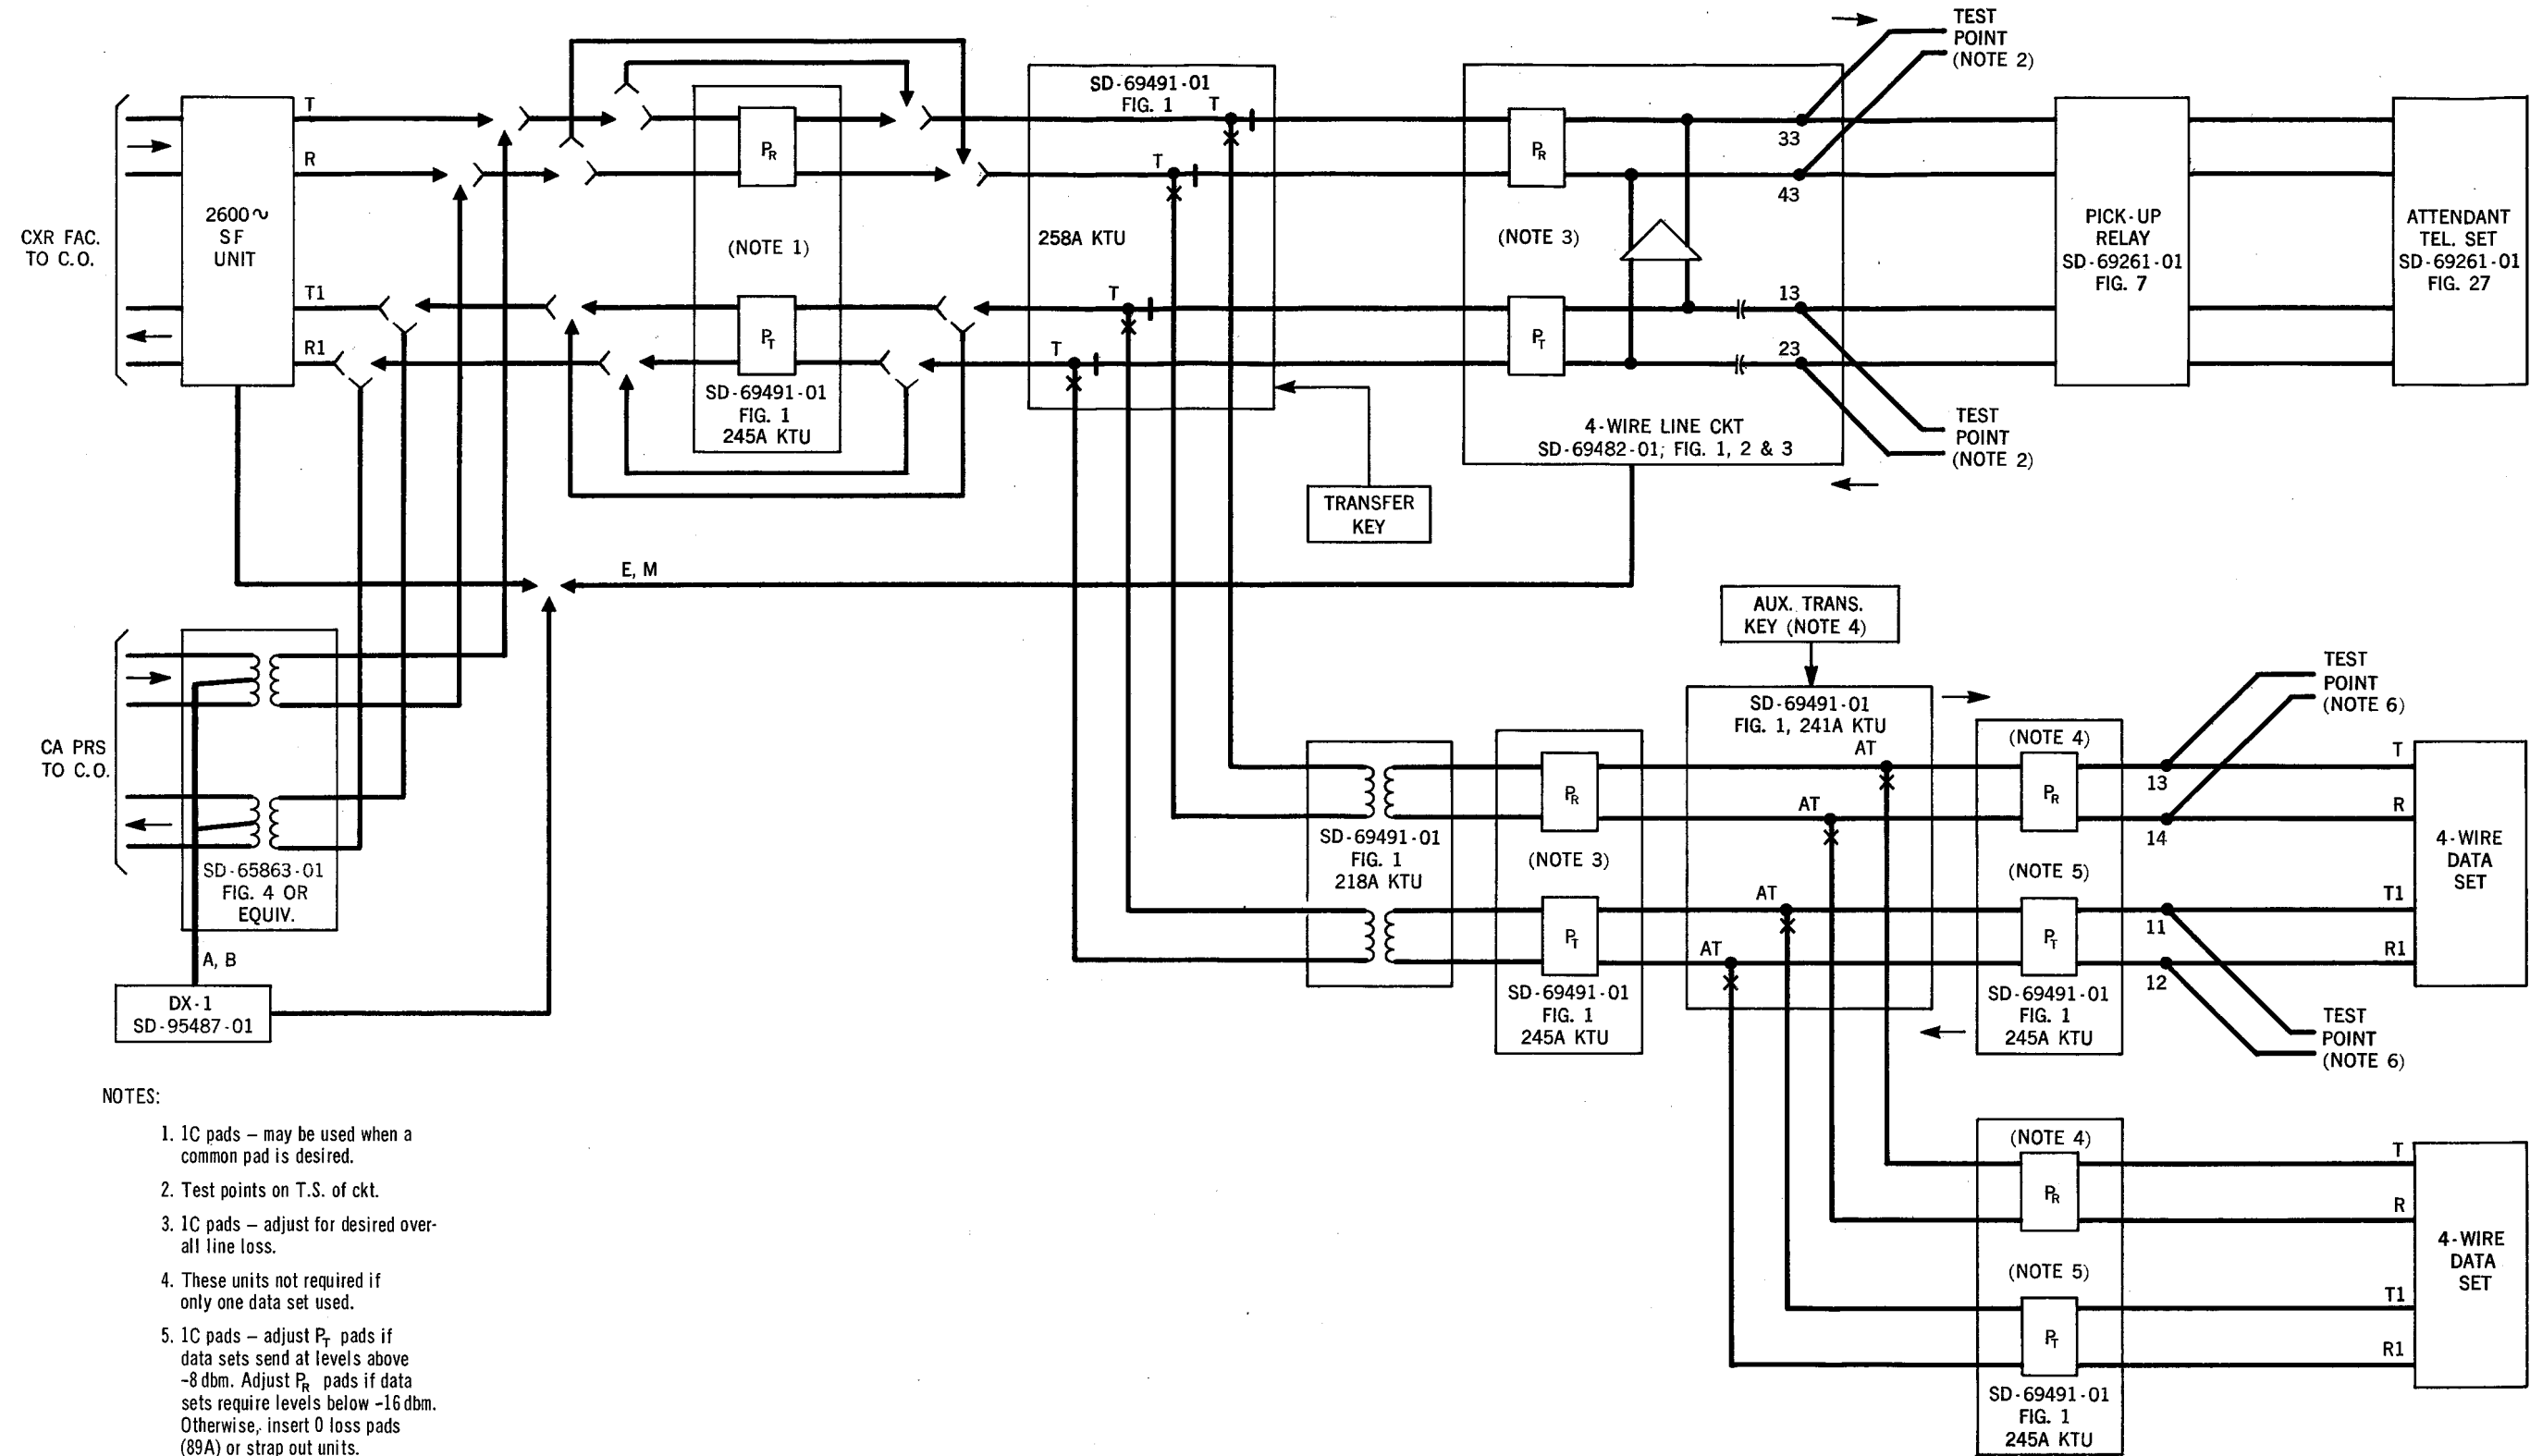 TEST
POINT
(NOTE 2)
SD-69491-01
FIG. 1
T
T
R
T
T
T
T1
R1
CXR FAC.
TO C.O.
2600~
SF
UNIT
PR
(NOTE 1)
PT
SD-69491-01
FIG. 1
245A KTU
258A KTU
PR
(NOTE 3)
PT
33
43
13
23
4-WIRE LINE CKT
SD-69482-01; FIG. 1, 2 & 3
PICK-UP
RELAY
SD-69261-01
FIG. 7
ATTENDANT
TEL. SET
SD-69261-01
FIG. 27
TEST
POINT
(NOTE 2)
TRANSFER
KEY
E, M
AUX. TRANS.
KEY (NOTE 4)
CA PRS
TO C.O.
SD-65863-01
FIG. 4 OR
EQUIV.
A, B
DX-1
SD-95487-01
SD-69491-01
FIG. 1
218A KTU
PR
(NOTE 3)
PT
SD-69491-01
FIG. 1
245A KTU
SD-69491-01
FIG. 1, 241A KTU
AT
AT
AT
AT
(NOTE 4)
PR
(NOTE 5)
PT
SD-69491-01
FIG. 1
245A KTU
TEST
POINT
(NOTE 6)
13
14
11
12
T
R
T1
R1
4-WIRE
DATA
SET
TEST
POINT
(NOTE 6)
(NOTE 4)
PR
(NOTE 5)
PT
SD-69491-01
FIG. 1
245A KTU
T
R
T1
R1
4-WIRE
DATA
SET
NOTES:
1. 1C pads – may be used when a
common pad is desired.
2. Test points on T.S. of ckt.
3. 1C pads – adjust for desired over-
all line loss.
4. These units not required if
only one data set used.
5. 1C pads – adjust PT pads if
data sets send at levels above
-8 dbm. Adjust PR pads if data
sets require levels below -16 dbm.
Otherwise, insert 0 loss pads
(89A) or strap out units.